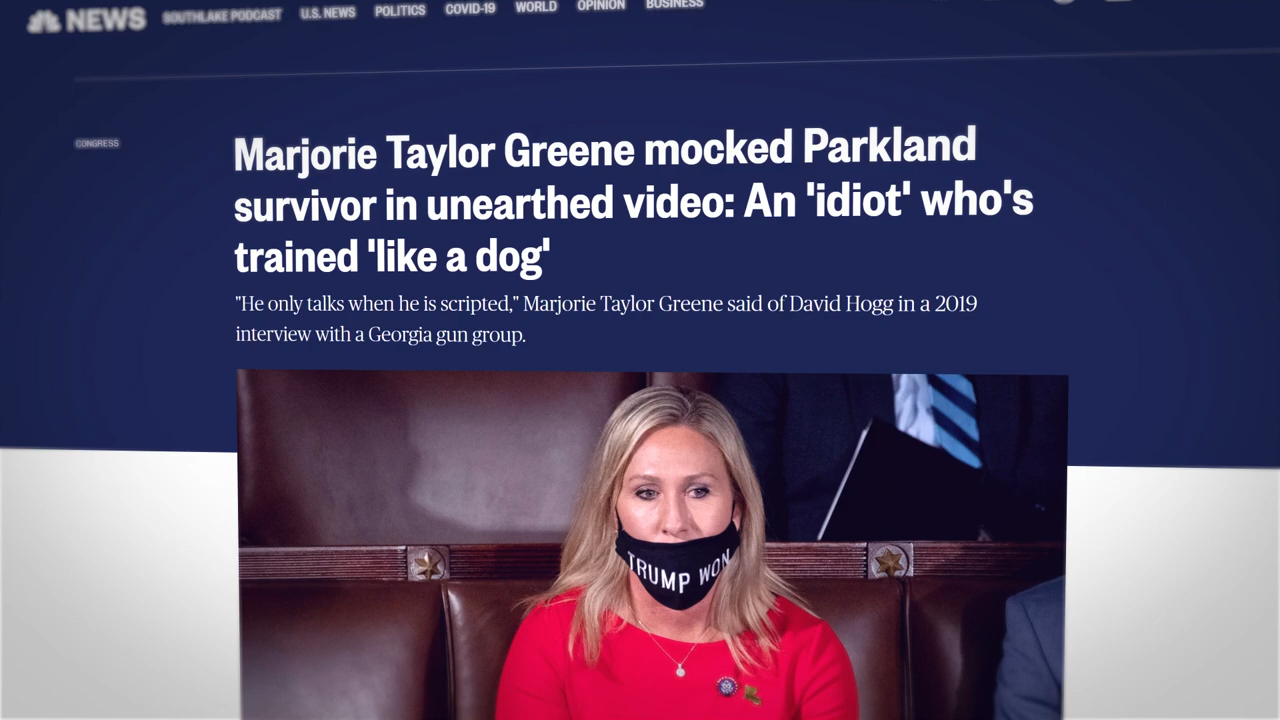 NEWS
SOUTHLAKE PODCAST U.S. NEWS POLITICS COVID-19 WORLD OPINION BUSINESS
CONGRESS
Marjorie Taylor Greene mocked Parkland
survivor in unearthed video: An 'idiot' who's
trained 'like a dog'
"He only talks when he is scripted," Marjorie Taylor Greene said of David Hogg in a 2019
interview with a Georgia gun group.
TRUMP WON